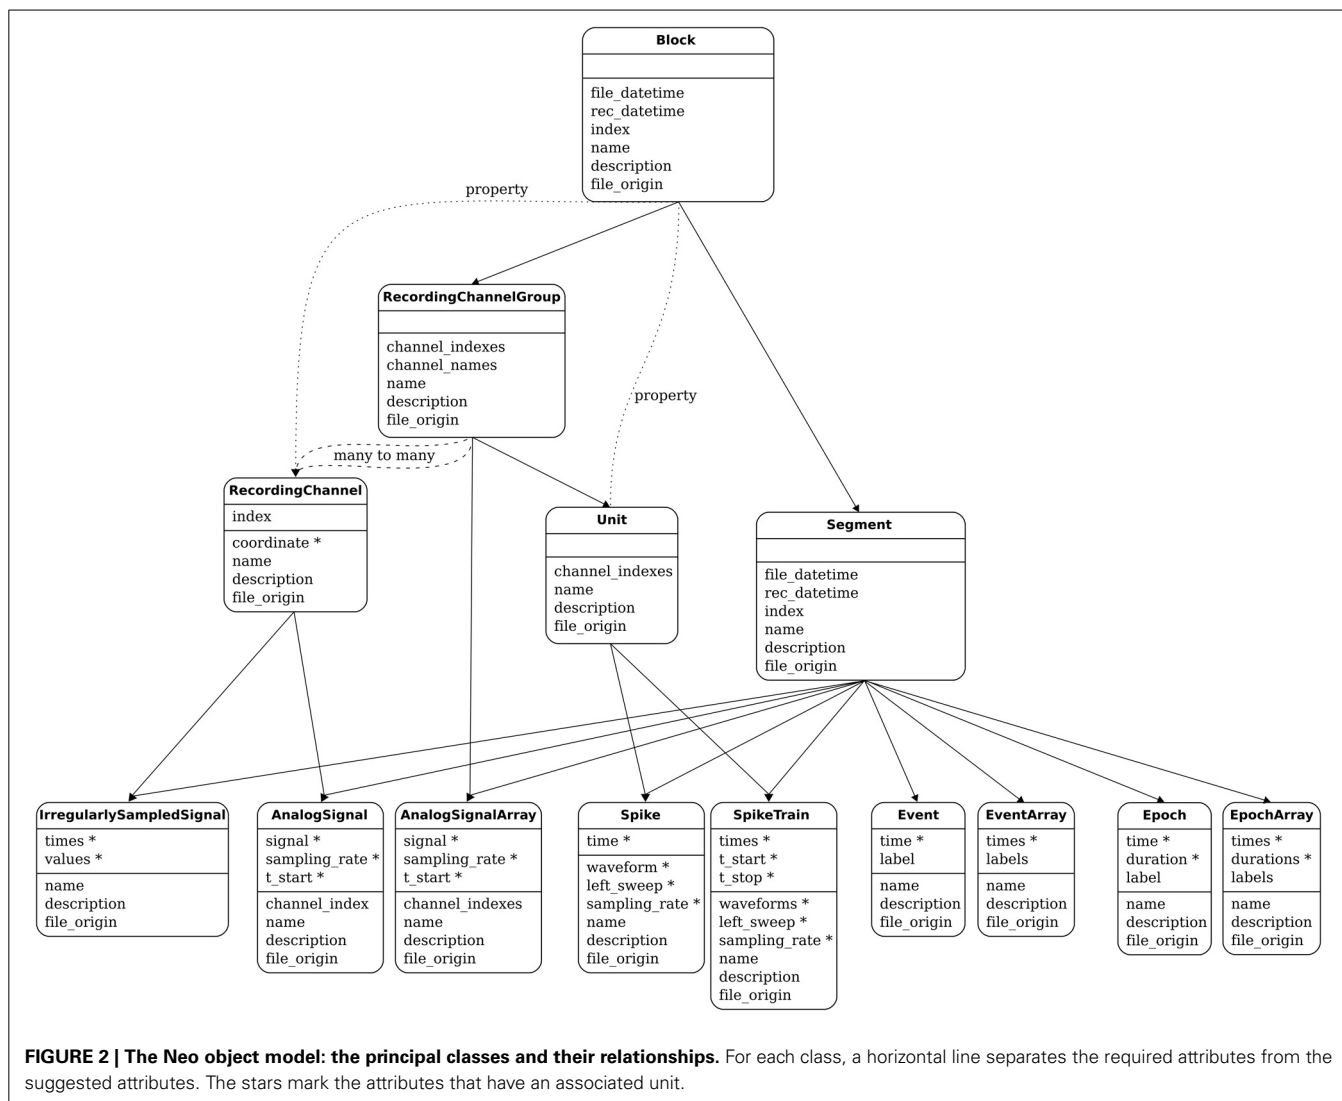 Block
file_datetime
rec_datetime
index
name
description
file_origin
property
RecordingChannelGroup
channel_indexes
channel_names
name
description
file_origin
property
many to many
RecordingChannel
index
coordinate *
name
description
file_origin
Unit
channel_indexes
name
description
file_origin
Segment
file_datetime
rec_datetime
index
name
description
file_origin
IrregularlySampledSignal
times *
values *
name
description
file_origin
AnalogSignal
signal *
sampling_rate *
t_start *
channel_index
name
description
file_origin
AnalogSignalArray
signal *
sampling_rate *
t_start *
channel_indexes
name
description
file_origin
Spike
time *
waveform *
left_sweep *
sampling_rate *
name
description
file_origin
SpikeTrain
times *
t_start *
t_stop *
waveforms *
left_sweep *
sampling_rate *
name
description
file_origin
Event
time *
label
name
description
file_origin
EventArray
times *
labels
name
description
file_origin
Epoch
time *
duration *
label
name
description
file_origin
EpochArray
times *
durations *
labels
name
description
file_origin
FIGURE 2 | The Neo object model: the principal classes and their relationships. For each class, a horizontal line separates the required attributes from the
suggested attributes. The stars mark the attributes that have an associated unit.